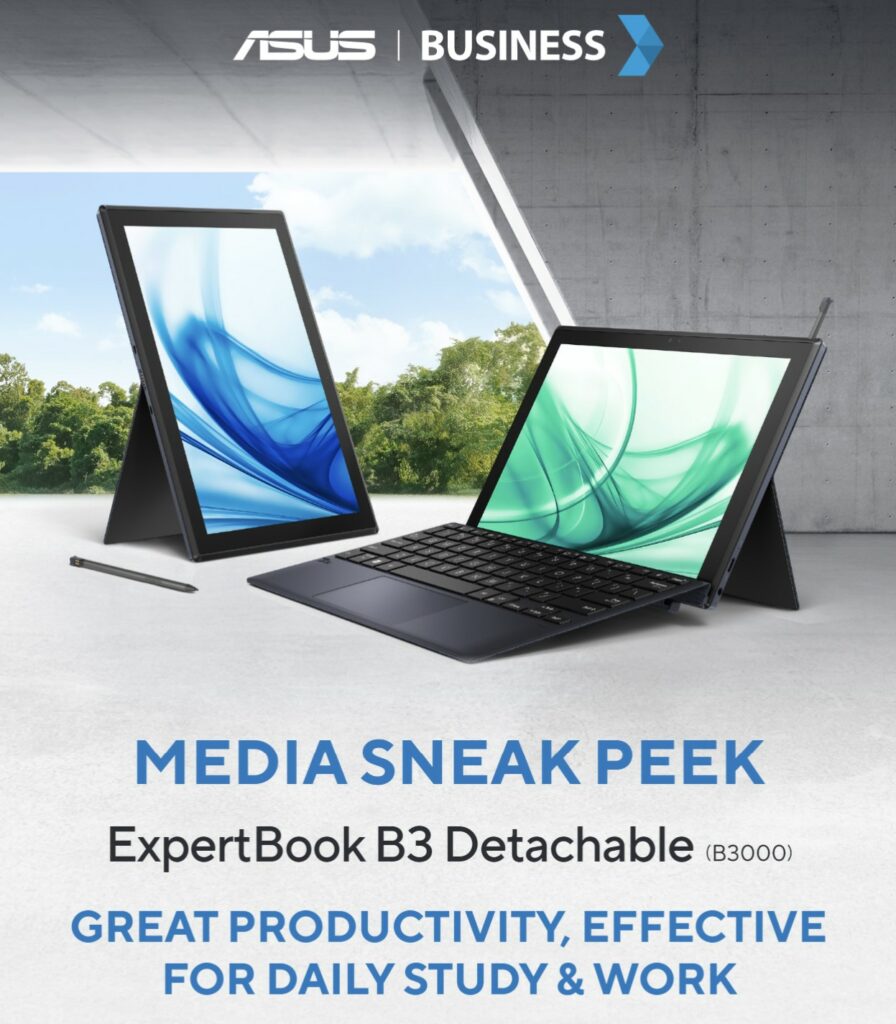 ASUS | BUSINESS
MEDIA SNEAK PEEK
ExpertBook B3 Detachable (B3000)
GREAT PRODUCTIVITY, EFFECTIVE
FOR DAILY STUDY & WORK